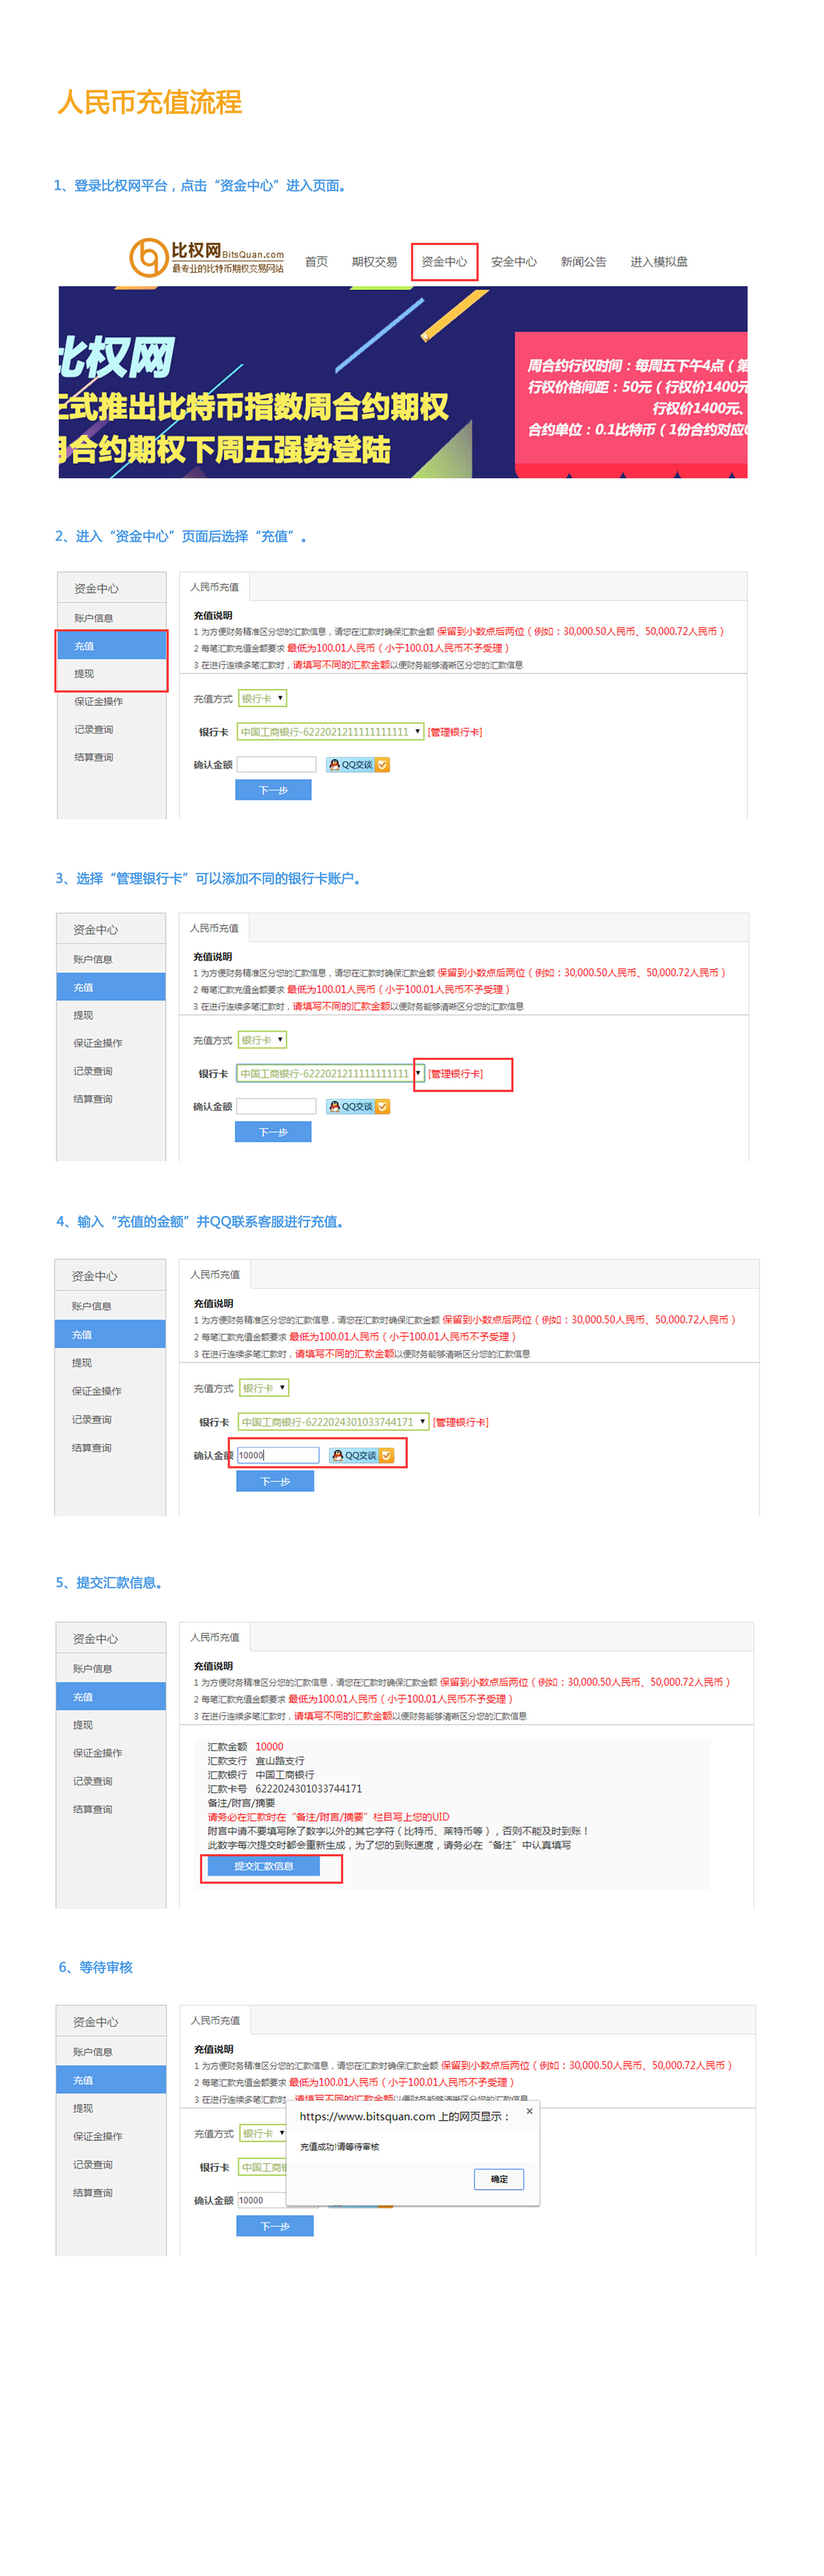 人民币充值流程
1、登录比权网平台，点击“资金中心”进入页面。
比权网BitsQuan.com
最专业的比特币期权交易网站
首页 期权交易 资金中心 安全中心 新闻公告 进入模拟盘
比权网
正式推出比特币指数周合约期权
月合约期权下周五强势登陆
周合约行权时间：每周五下午4点（第
行权价格间距：50元（行权价1400元
行权价1400元、
合约单位：0.1比特币（1份合约对应0
2、进入“资金中心”页面后选择“充值”。
资金中心
账户信息
充值
提现
保证金操作
记录查询
结算查询
人民币充值
充值说明
1 为方便财务精准区分您的汇款信息，请您在汇款时确保汇款金额 保留到小数点后两位（例如：30,000.50人民币、50,000.72人民币）
2 每笔汇款充值金额要求 最低为100.01人民币（小于100.01人民币不予受理）
3 在进行连续多笔汇款时，请填写不同的汇款金额以便财务能够清晰区分您的汇款信息
充值方式 银行卡
银行卡 中国工商银行-6222021211111111111 [管理银行卡]
确认金额 QQ交谈
下一步
3、选择“管理银行卡”可以添加不同的银行卡账户。
资金中心
账户信息
充值
提现
保证金操作
记录查询
结算查询
人民币充值
充值说明
1 为方便财务精准区分您的汇款信息，请您在汇款时确保汇款金额 保留到小数点后两位（例如：30,000.50人民币、50,000.72人民币）
2 每笔汇款充值金额要求 最低为100.01人民币（小于100.01人民币不予受理）
3 在进行连续多笔汇款时，请填写不同的汇款金额以便财务能够清晰区分您的汇款信息
充值方式 银行卡
银行卡 中国工商银行-6222021211111111111 [管理银行卡]
确认金额 QQ交谈
下一步
4、输入“充值的金额”并QQ联系客服进行充值。
资金中心
账户信息
充值
提现
保证金操作
记录查询
结算查询
人民币充值
充值说明
1 为方便财务精准区分您的汇款信息，请您在汇款时确保汇款金额 保留到小数点后两位（例如：30,000.50人民币、50,000.72人民币）
2 每笔汇款充值金额要求 最低为100.01人民币（小于100.01人民币不予受理）
3 在进行连续多笔汇款时，请填写不同的汇款金额以便财务能够清晰区分您的汇款信息
充值方式 银行卡
银行卡 中国工商银行-6222024301033744171 [管理银行卡]
确认金额 10000 QQ交谈
下一步
5、提交汇款信息。
资金中心
账户信息
充值
提现
保证金操作
记录查询
结算查询
人民币充值
充值说明
1 为方便财务精准区分您的汇款信息，请您在汇款时确保汇款金额 保留到小数点后两位（例如：30,000.50人民币、50,000.72人民币）
2 每笔汇款充值金额要求 最低为100.01人民币（小于100.01人民币不予受理）
3 在进行连续多笔汇款时，请填写不同的汇款金额以便财务能够清晰区分您的汇款信息
汇款金额 10000
汇款支行 宜山路支行
汇款银行 中国工商银行
汇款卡号 6222024301033744171
备注/附言/摘要
请务必在汇款时在“备注/附言/摘要”栏目写上您的UID
附言中请不要填写除了数字以外的其它字符（比特币、莱特币等），否则不能及时到账！
此数字每次提交时都会重新生成，为了您的到账速度，请务必在“备注”中认真填写
提交汇款信息
6、等待审核
资金中心
账户信息
充值
提现
保证金操作
记录查询
结算查询
人民币充值
充值说明
1 为方便财务精准区分您的汇款信息，请您在汇款时确保汇款金额 保留到小数点后两位（例如：30,000.50人民币、50,000.72人民币）
2 每笔汇款充值金额要求 最低为100.01人民币（小于100.01人民币不予受理）
3 在进行连续多笔汇款时，请填写不同的汇款金额以便财务能够清晰区分您的汇款信息
https://www.bitsquan.com 上的网页显示： ×
充值成功!请等待审核
确定
充值方式 银行卡
银行卡 中国工商
确认金额 10000
下一步